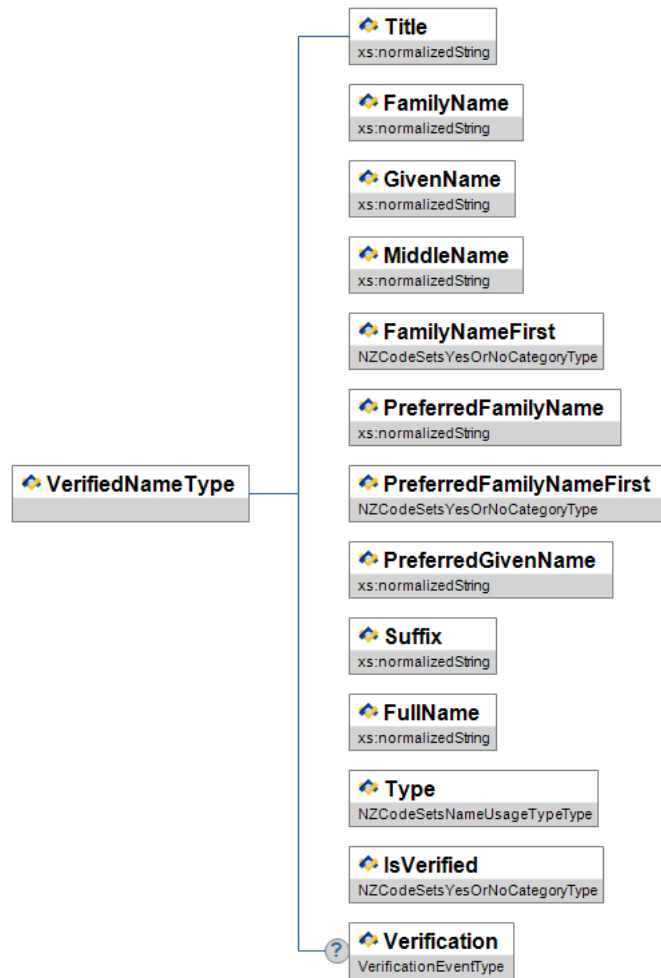 Title
xs:normalizedString
FamilyName
xs:normalizedString
GivenName
xs:normalizedString
MiddleName
xs:normalizedString
FamilyNameFirst
NZCodeSetsYesOrNoCategoryType
PreferredFamilyName
xs:normalizedString
VerifiedNameType
PreferredFamilyNameFirst
NZCodeSetsYesOrNoCategoryType
PreferredGivenName
xs:normalizedString
Suffix
xs:normalizedString
FullName
xs:normalizedString
Type
NZCodeSetsNameUsageTypeType
IsVerified
NZCodeSetsYesOrNoCategoryType
? Verification
VerificationEventType